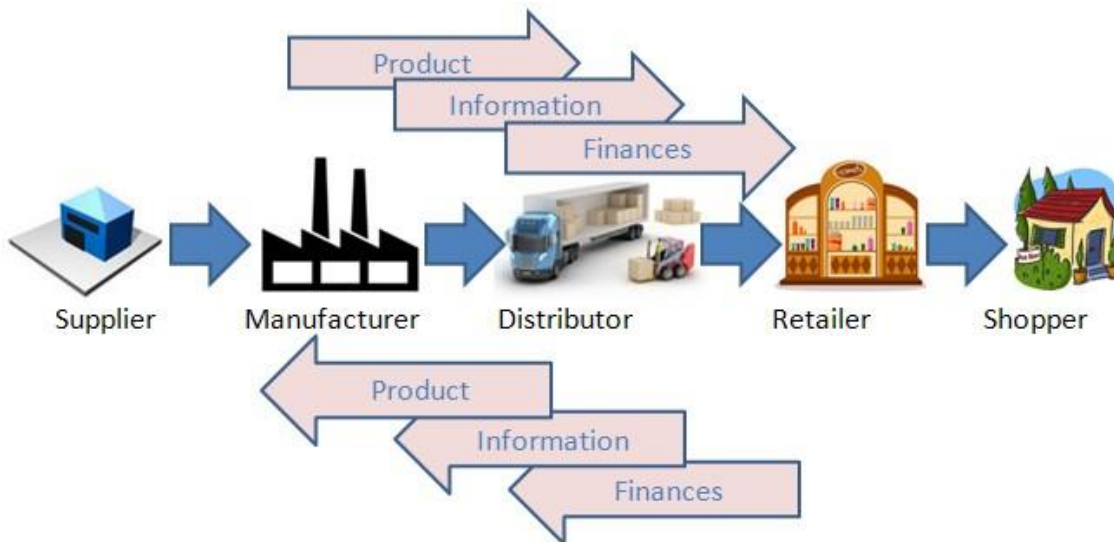 Product
Information
Finances
Supplier
Manufacturer
Distributor
Retailer
Shopper
Product
Information
Finances